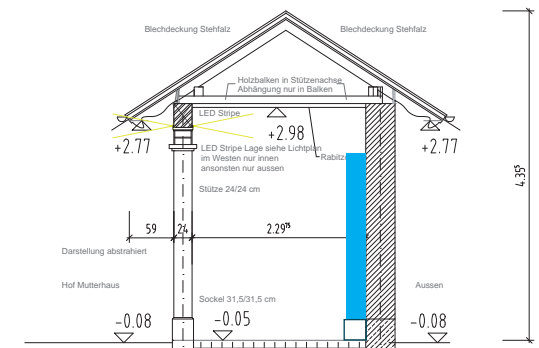 Blechdeckung Stehfalz
Blechdeckung Stehfalz
Holzbalken in Stützenachse
Abhängung nur in Balken
LED Stripe
+2.77
+2.98
+2.77
LED Stripe Lage siehe Lichtplan
im Westen nur innen
ansonsten nur aussen
Rabitz
Stütze 24/24 cm
4.35⁵
59
24
2.29⁷⁵
Darstellung abstrahiert
Hof Mutterhaus
Aussen
Sockel 31,5/31,5 cm
-0.08
-0.05
-0.08